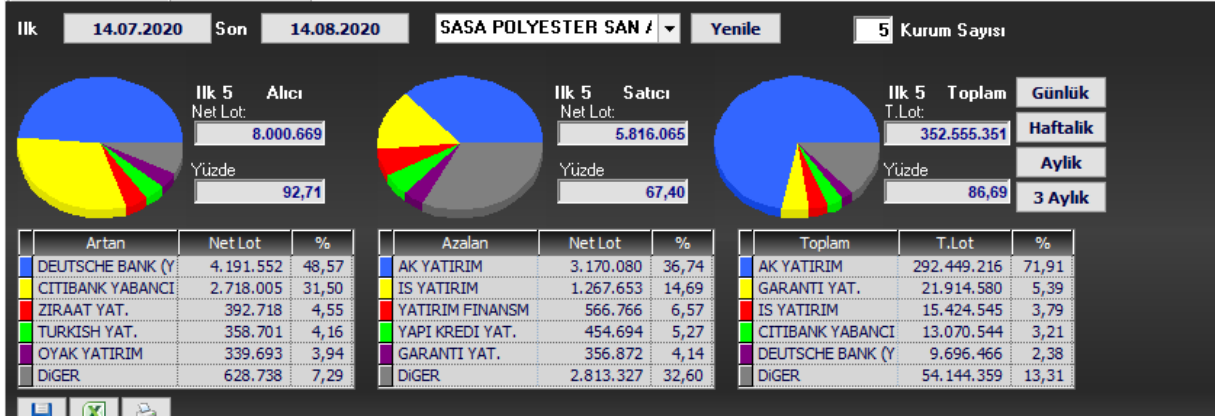 Ilk 14.07.2020 Son 14.08.2020 SASA POLYESTER SAN A Yenile 5 Kurum Sayısı
Ilk 5 Alıcı Ilk 5 Satıcı Ilk 5 Toplam Günlük
Net Lot: Net Lot: T.Lot:
8.000.669 5.816.065 352.555.351 Haftalik
Yüzde Yüzde Yüzde Aylik
92,71 67,40 86,69 3 Aylık
Artan Net Lot % Azalan Net Lot % Toplam T.Lot %
DEUTSCHE BANK (Y 4.191.552 48,57 AK YATIRIM 3.170.080 36,74 AK YATIRIM 292.449.216 71,91
CITIBANK YABANCI 2.718.005 31,50 IS YATIRIM 1.267.653 14,69 GARANTI YAT. 21.914.580 5,39
ZIRAAT YAT. 392.718 4,55 YATIRIM FINANSM 566.766 6,57 IS YATIRIM 15.424.545 3,79
TURKISH YAT. 358.701 4,16 YAPI KREDI YAT. 454.694 5,27 CITIBANK YABANCI 13.070.544 3,21
OYAK YATIRIM 339.693 3,94 GARANTI YAT. 356.872 4,14 DEUTSCHE BANK (Y 9.696.466 2,38
DiGER 628.738 7,29 DiGER 2.813.327 32,60 DiGER 54.144.359 13,31